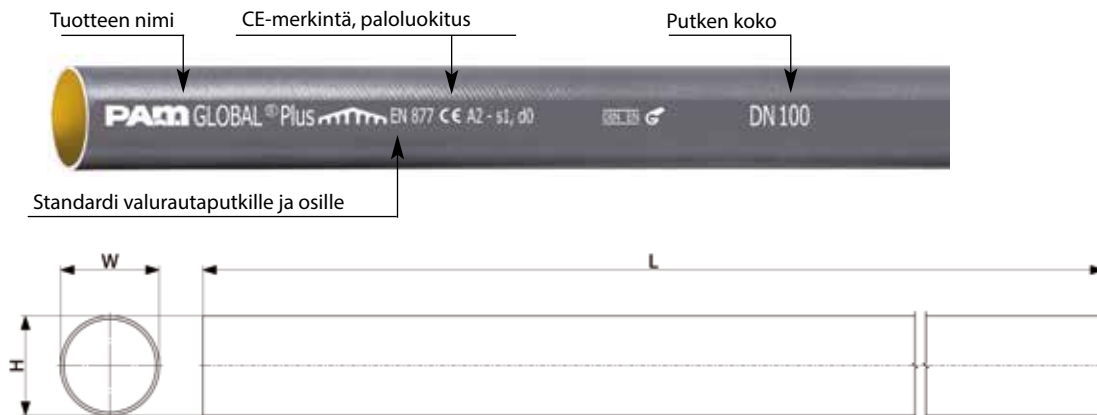 Tuotteen nimi
CE-merkintä, paloluokitus
Putken koko
PAM GLOBAL® Plus EN 877 CE A2 - s1, d0 DN 100
Standardi valurautaputkille ja osille
W
L
H